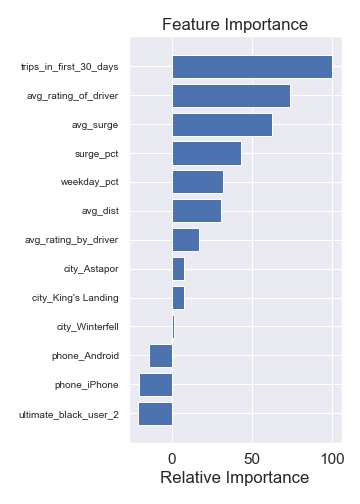 Feature Importance
trips_in_first_30_days
avg_rating_of_driver
avg_surge
surge_pct
weekday_pct
avg_dist
avg_rating_by_driver
city_Astapor
city_King's Landing
city_Winterfell
phone_Android
phone_iPhone
ultimate_black_user_2
0 50 100
Relative Importance